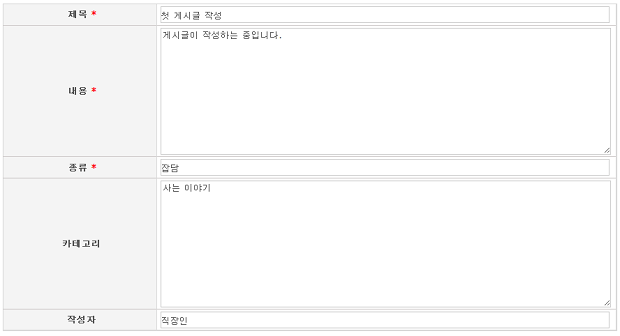 제목 * 첫 게시글 작성
내용 * 게시글이 작성하는 중입니다.
종류 * 잡담
카테고리 사는 이야기
작성자 직장인